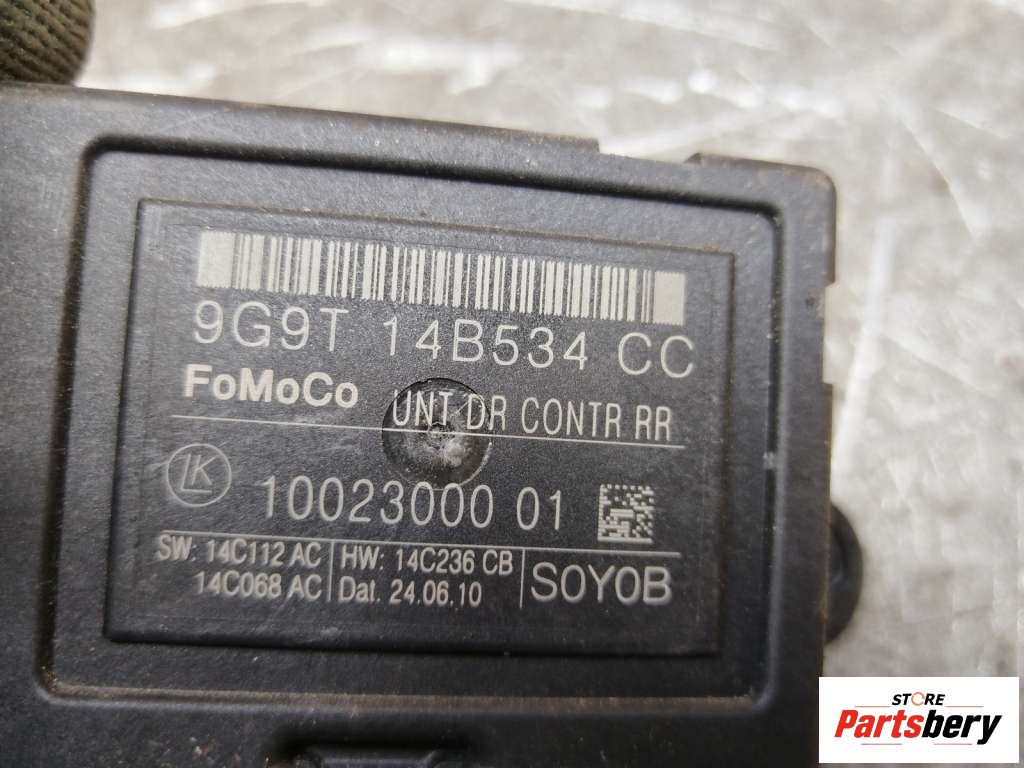 9G9T 14B534 CC
FoMoCo UNT DR CONTR RR
LK 10023000 01
SW: 14C112 AC HW: 14C236 CB
14C068 AC Dat. 24.06.10 S0Y0B
STORE
Partsbery